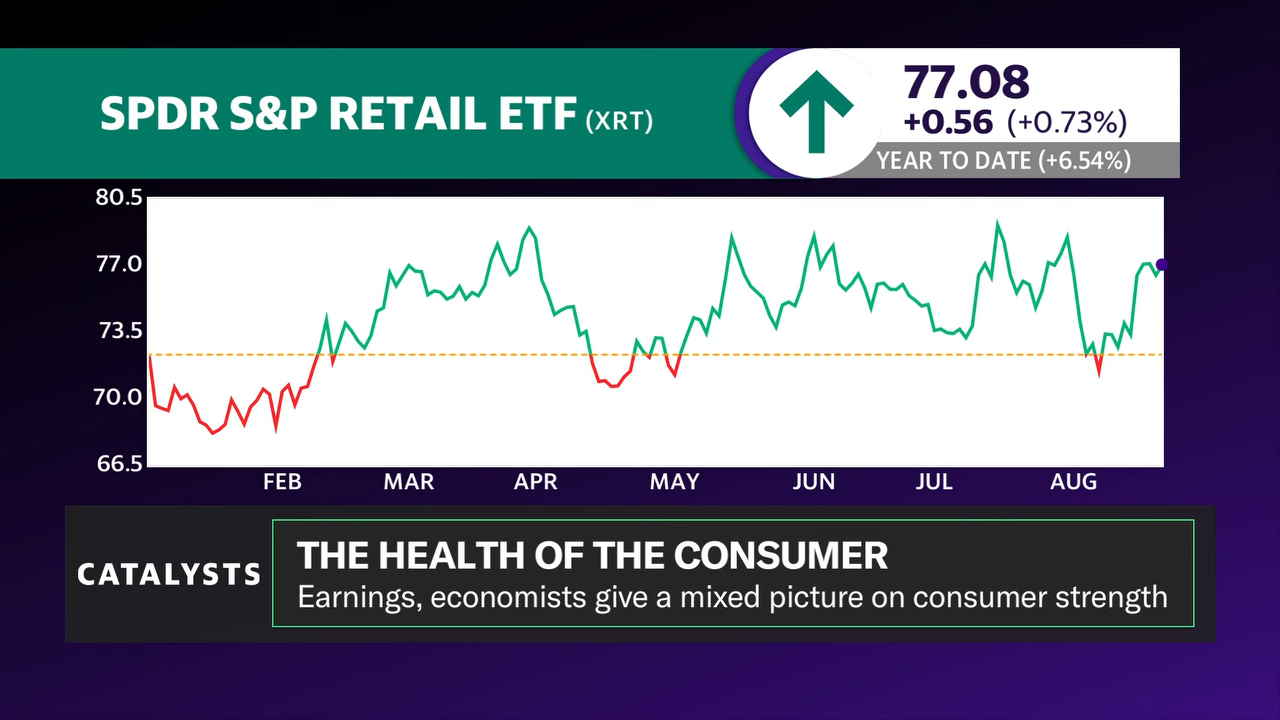 SPDR S&P RETAIL ETF (XRT)
77.08
+0.56 (+0.73%)
YEAR TO DATE (+6.54%)
80.5
77.0
73.5
70.0
66.5
FEB MAR APR MAY JUN JUL AUG
CATALYSTS
THE HEALTH OF THE CONSUMER
Earnings, economists give a mixed picture on consumer strength